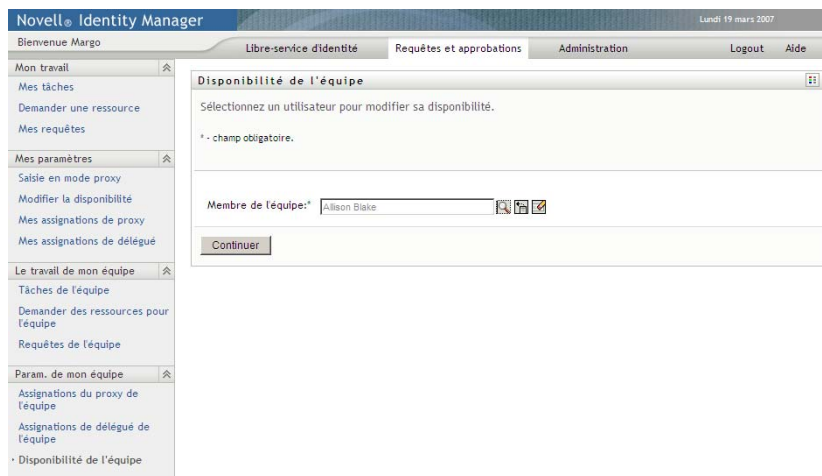 Novell® Identity Manager
Lundi 19 mars 2007
Bienvenue Margo
Libre-service d'identité
Requêtes et approbations
Administration
Logout
Aide
Mon travail
Mes tâches
Demander une ressource
Mes requêtes
Mes paramètres
Saisie en mode proxy
Modifier la disponibilité
Mes assignations de proxy
Mes assignations de délégué
Le travail de mon équipe
Tâches de l'équipe
Demander des ressources pour
l'équipe
Requêtes de l'équipe
Param. de mon équipe
Assignations du proxy de
l'équipe
Assignations de délégué de
l'équipe
· Disponibilité de l'équipe
Disponibilité de l'équipe
Sélectionnez un utilisateur pour modifier sa disponibilité.
* - champ obligatoire.
Membre de l'équipe:* Allison Blake
Continuer